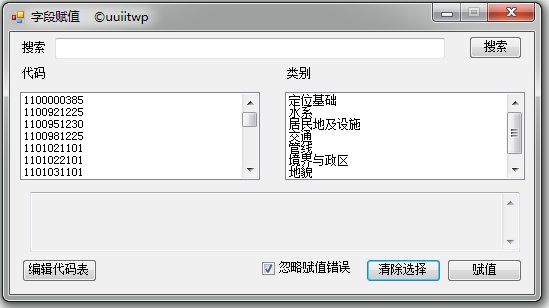 字段赋值 ©uuiitwp
搜索
搜索
代码
类别
1100000385
1100921225
1100951230
1100981225
1101021101
1101022101
1101031101
定位基础
水系
居民地及设施
交通
管线
境界与政区
地貌
编辑代码表
忽略赋值错误
清除选择
赋值